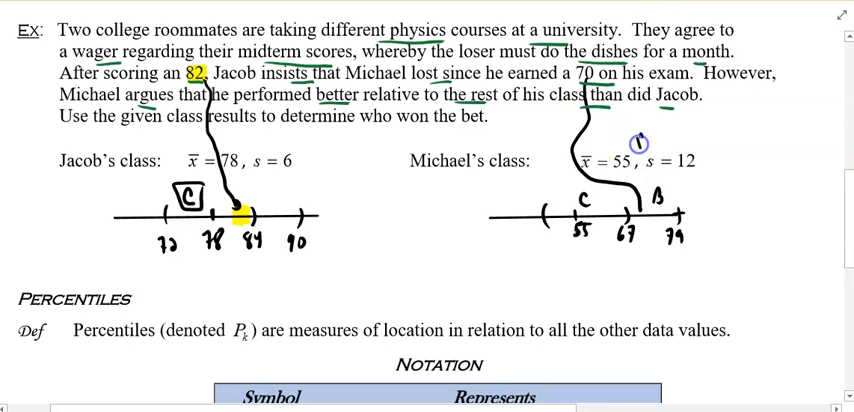 Ex: Two college roommates are taking different physics courses at a university. They agree to
a wager regarding their midterm scores, whereby the loser must do the dishes for a month.
After scoring an 82, Jacob insists that Michael lost since he earned a 70 on his exam. However,
Michael argues that he performed better relative to the rest of his class than did Jacob.
Use the given class results to determine who won the bet.
Jacob's class: x̅ = 78, s = 6 Michael's class: x̅ = 55, s = 12
C C B
72 78 84 90 55 67 79
PERCENTILES
Def Percentiles (denoted Pₖ) are measures of location in relation to all the other data values.
NOTATION
Symbol Represents